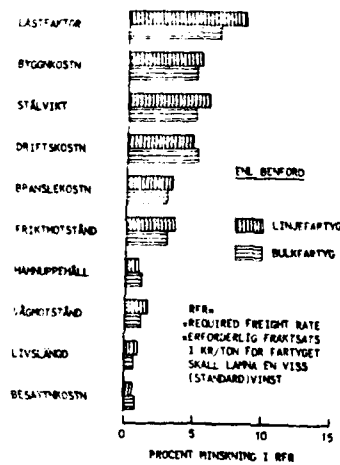 LASTFAKTOR
BYGGKOSTN
STÅLVIKT
DRIFTSKOSTN
BRÄNSLEKOSTN
FRIKTMOTSTÅND
HAMNUPPEHÅLL
VÅGMOTSTÅND
LIVSLÄNGD
BESÄTTNKOSTN
ENL BENFORD
LINJEFARTYG
BULKFARTYG
RFR=
=REQUIRED FREIGHT RATE
=ERFORDERLIG FRAKTSATS
I KR/TON FÖR FARTYGET
SKALL LÄMNA EN VISS
(STANDARD)VINST
0 5 10 15
PROCENT MINSKNING I RFR